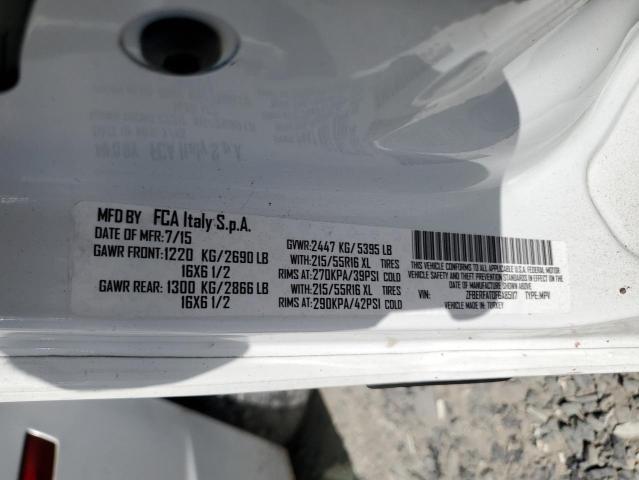 MFD BY FCA Italy S.p.A.
DATE OF MFR: 7/15
GAWR FRONT: 1220 KG/2690 LB
16X6 1/2
GAWR REAR: 1300 KG/2866 LB
16X6 1/2
GVWR: 2447 KG/ 5395 LB
WITH: 215/55R16 XL TIRES
RIMS AT: 270KPA/39PSI COLD
WITH: 215/55R16 XL TIRES
RIMS AT: 290KPA/42PSI COLD
THIS VEHICLE CONFORMS TO ALL APPLICABLE U.S.A. FEDERAL MOTOR
VEHICLE SAFETY AND THEFT PREVENTION STANDARDS
IN EFFECT ON THE DATE OF MANUFACTURE SHOWN ABOVE
VIN: TYPE: MPV
VEHICLE MADE IN: TURKEY